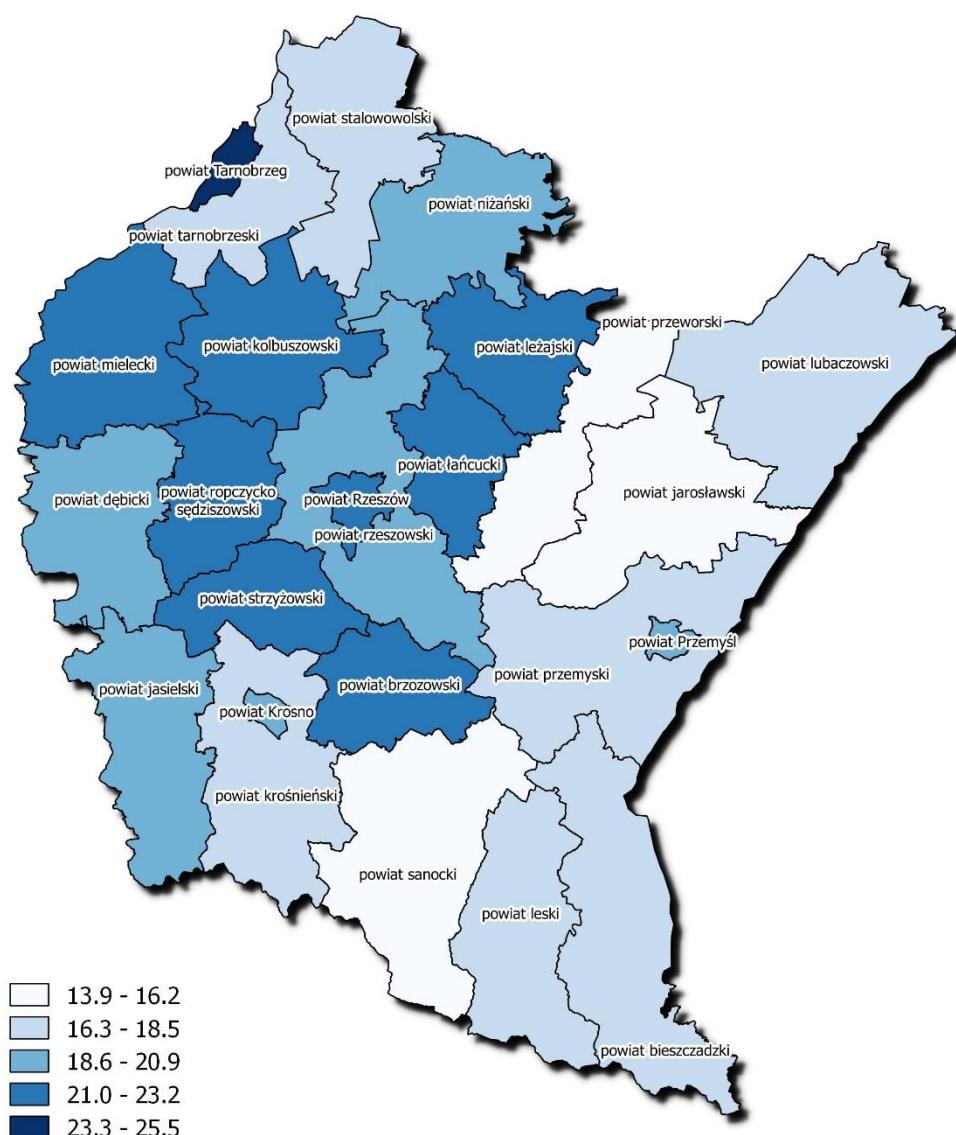 powiat stalowowolski
powiat Tarnobrzeg
powiat niżański
powiat tarnobrzeski
powiat przeworski
powiat kolbuszowski
powiat leżajski
powiat mielecki
powiat lubaczowski
powiat łańcucki
powiat ropczycko
sędziszowski
powiat dębicki
powiat Rzeszów
powiat jarosławski
powiat rzeszowski
powiat strzyżowski
powiat Przemyśl
powiat przemyski
powiat brzozowski
powiat jasielski
powiat Krosno
powiat krośnieński
powiat sanocki
powiat leski
powiat bieszczadzki
13.9 - 16.2
16.3 - 18.5
18.6 - 20.9
21.0 - 23.2
23.3 - 25.5